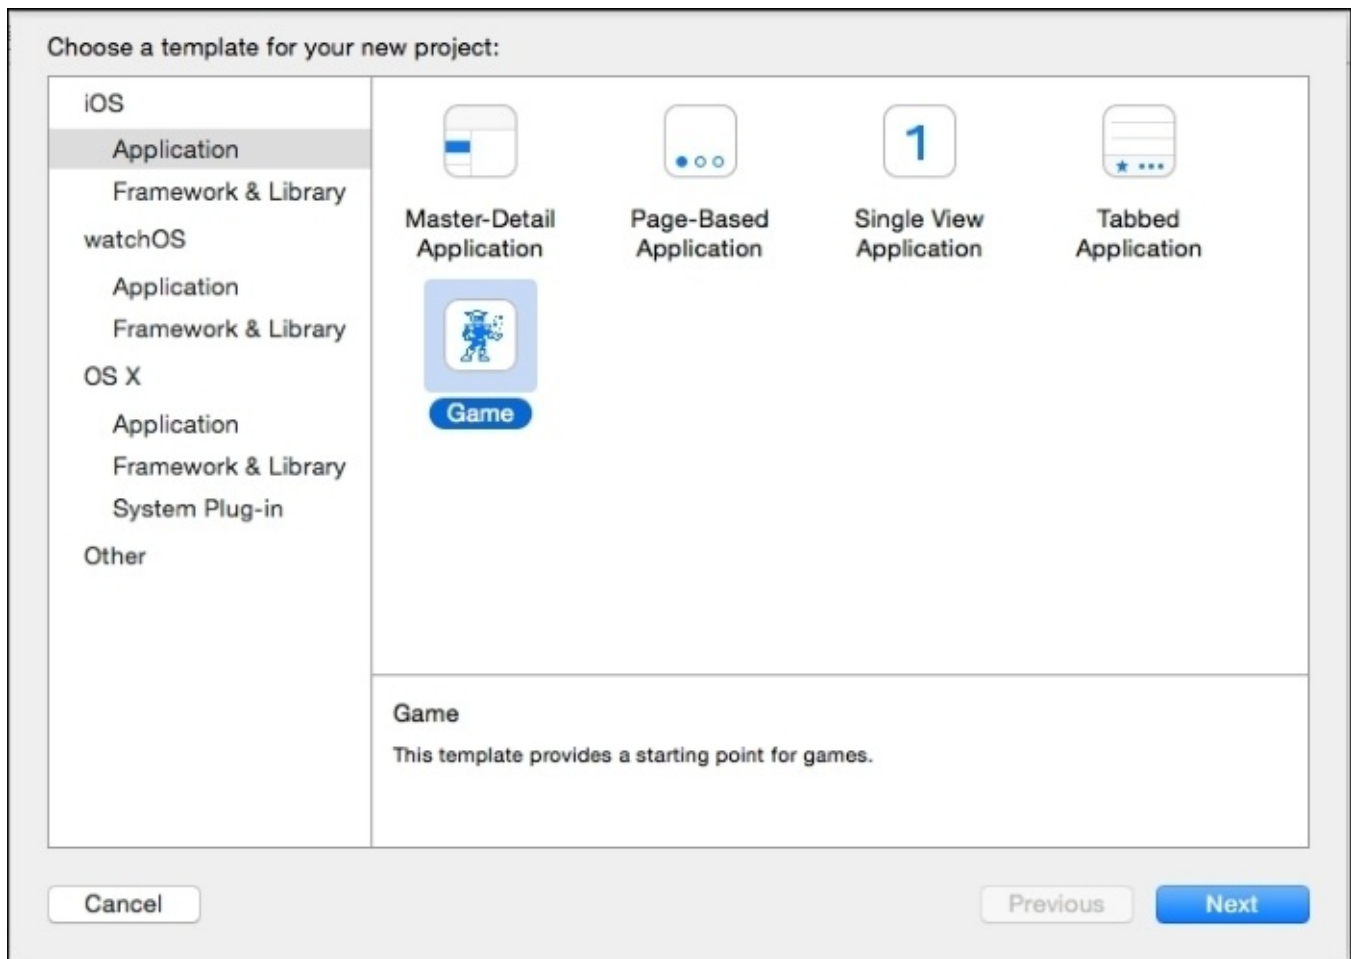 Choose a template for your new project:
iOS
Application
Framework & Library
watchOS
Application
Framework & Library
OS X
Application
Framework & Library
System Plug-in
Other
Master-Detail
Application
Page-Based
Application
1
Single View
Application
Tabbed
Application
Game
Game
This template provides a starting point for games.
Cancel
Previous
Next